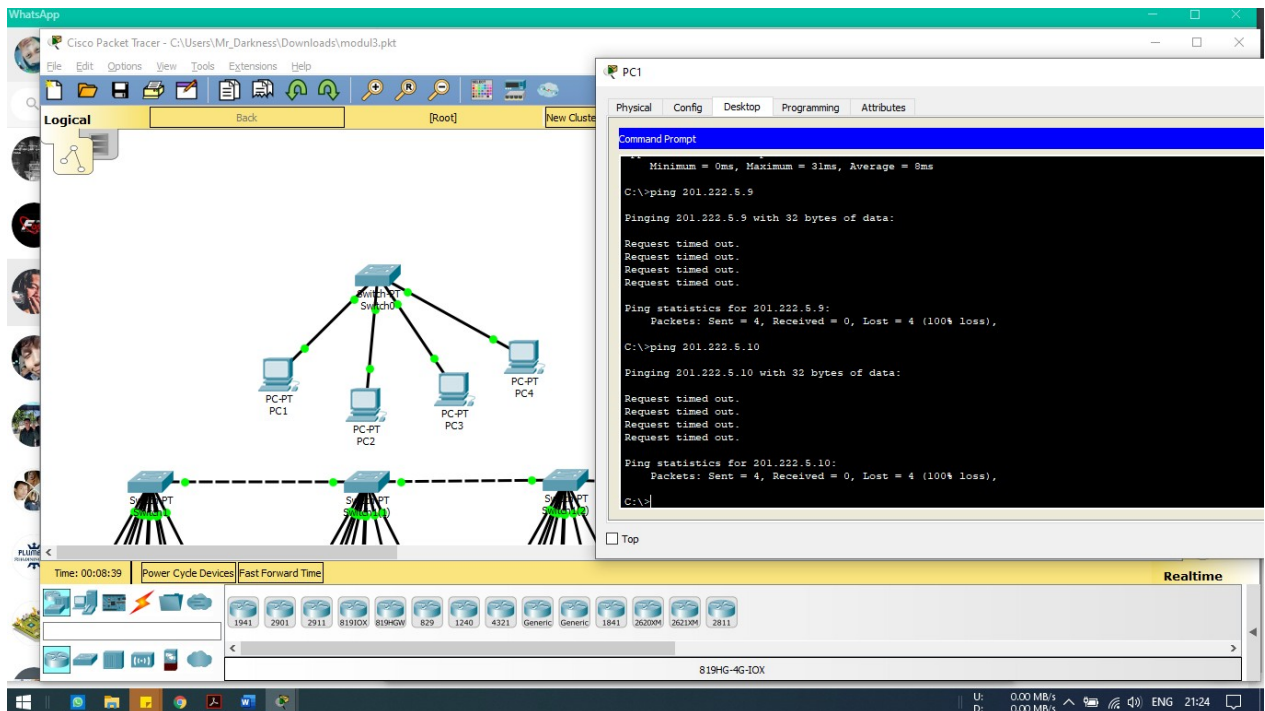 WhatsApp
Cisco Packet Tracer - C:\Users\Mr_Darkness\Downloads\modul3.pkt
File Edit Options View Tools Extensions Help
Logical Back [Root] New Cluste
Switch-PT
Switch0
PC-PT
PC1
PC-PT
PC2
PC-PT
PC3
PC-PT
PC4
Time: 00:08:39 Power Cycle Devices Fast Forward Time Realtime
1941 2901 2911 819IOX 819HGW 829 1240 4321 Generic Generic 1841 2620XM 2621XM 2811
819HG-4G-IOX
PC1
Physical Config Desktop Programming Attributes
Command Prompt
Minimum = 0ms, Maximum = 31ms, Average = 8ms
C:\>ping 201.222.5.9
Pinging 201.222.5.9 with 32 bytes of data:
Request timed out.
Request timed out.
Request timed out.
Request timed out.
Ping statistics for 201.222.5.9:
Packets: Sent = 4, Received = 0, Lost = 4 (100% loss),
C:\>ping 201.222.5.10
Pinging 201.222.5.10 with 32 bytes of data:
Request timed out.
Request timed out.
Request timed out.
Request timed out.
Ping statistics for 201.222.5.10:
Packets: Sent = 4, Received = 0, Lost = 4 (100% loss),
C:\>
Top
U: 0.00 MB/s
D: 0.00 MB/s
ENG 21:24